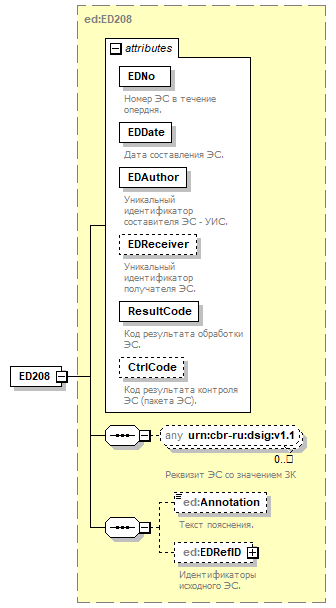 ed:ED208
attributes
EDNo
Номер ЭС в течение
опердня.
EDDate
Дата составления ЭС.
EDAuthor
Уникальный
идентификатор
составителя ЭС - УИС.
EDReceiver
Уникальный
идентификатор
получателя ЭС.
ResultCode
Код результата обработки
ЭС.
CtrlCode
Код результата контроля
ЭС (пакета ЭС).
ED208
any urn:cbr-ru:dsig:v1.1
0..□
Реквизит ЭС со значением ЗК
ed:Annotation
Текст пояснения.
ed:EDRefID
Идентификаторы
исходного ЭС.